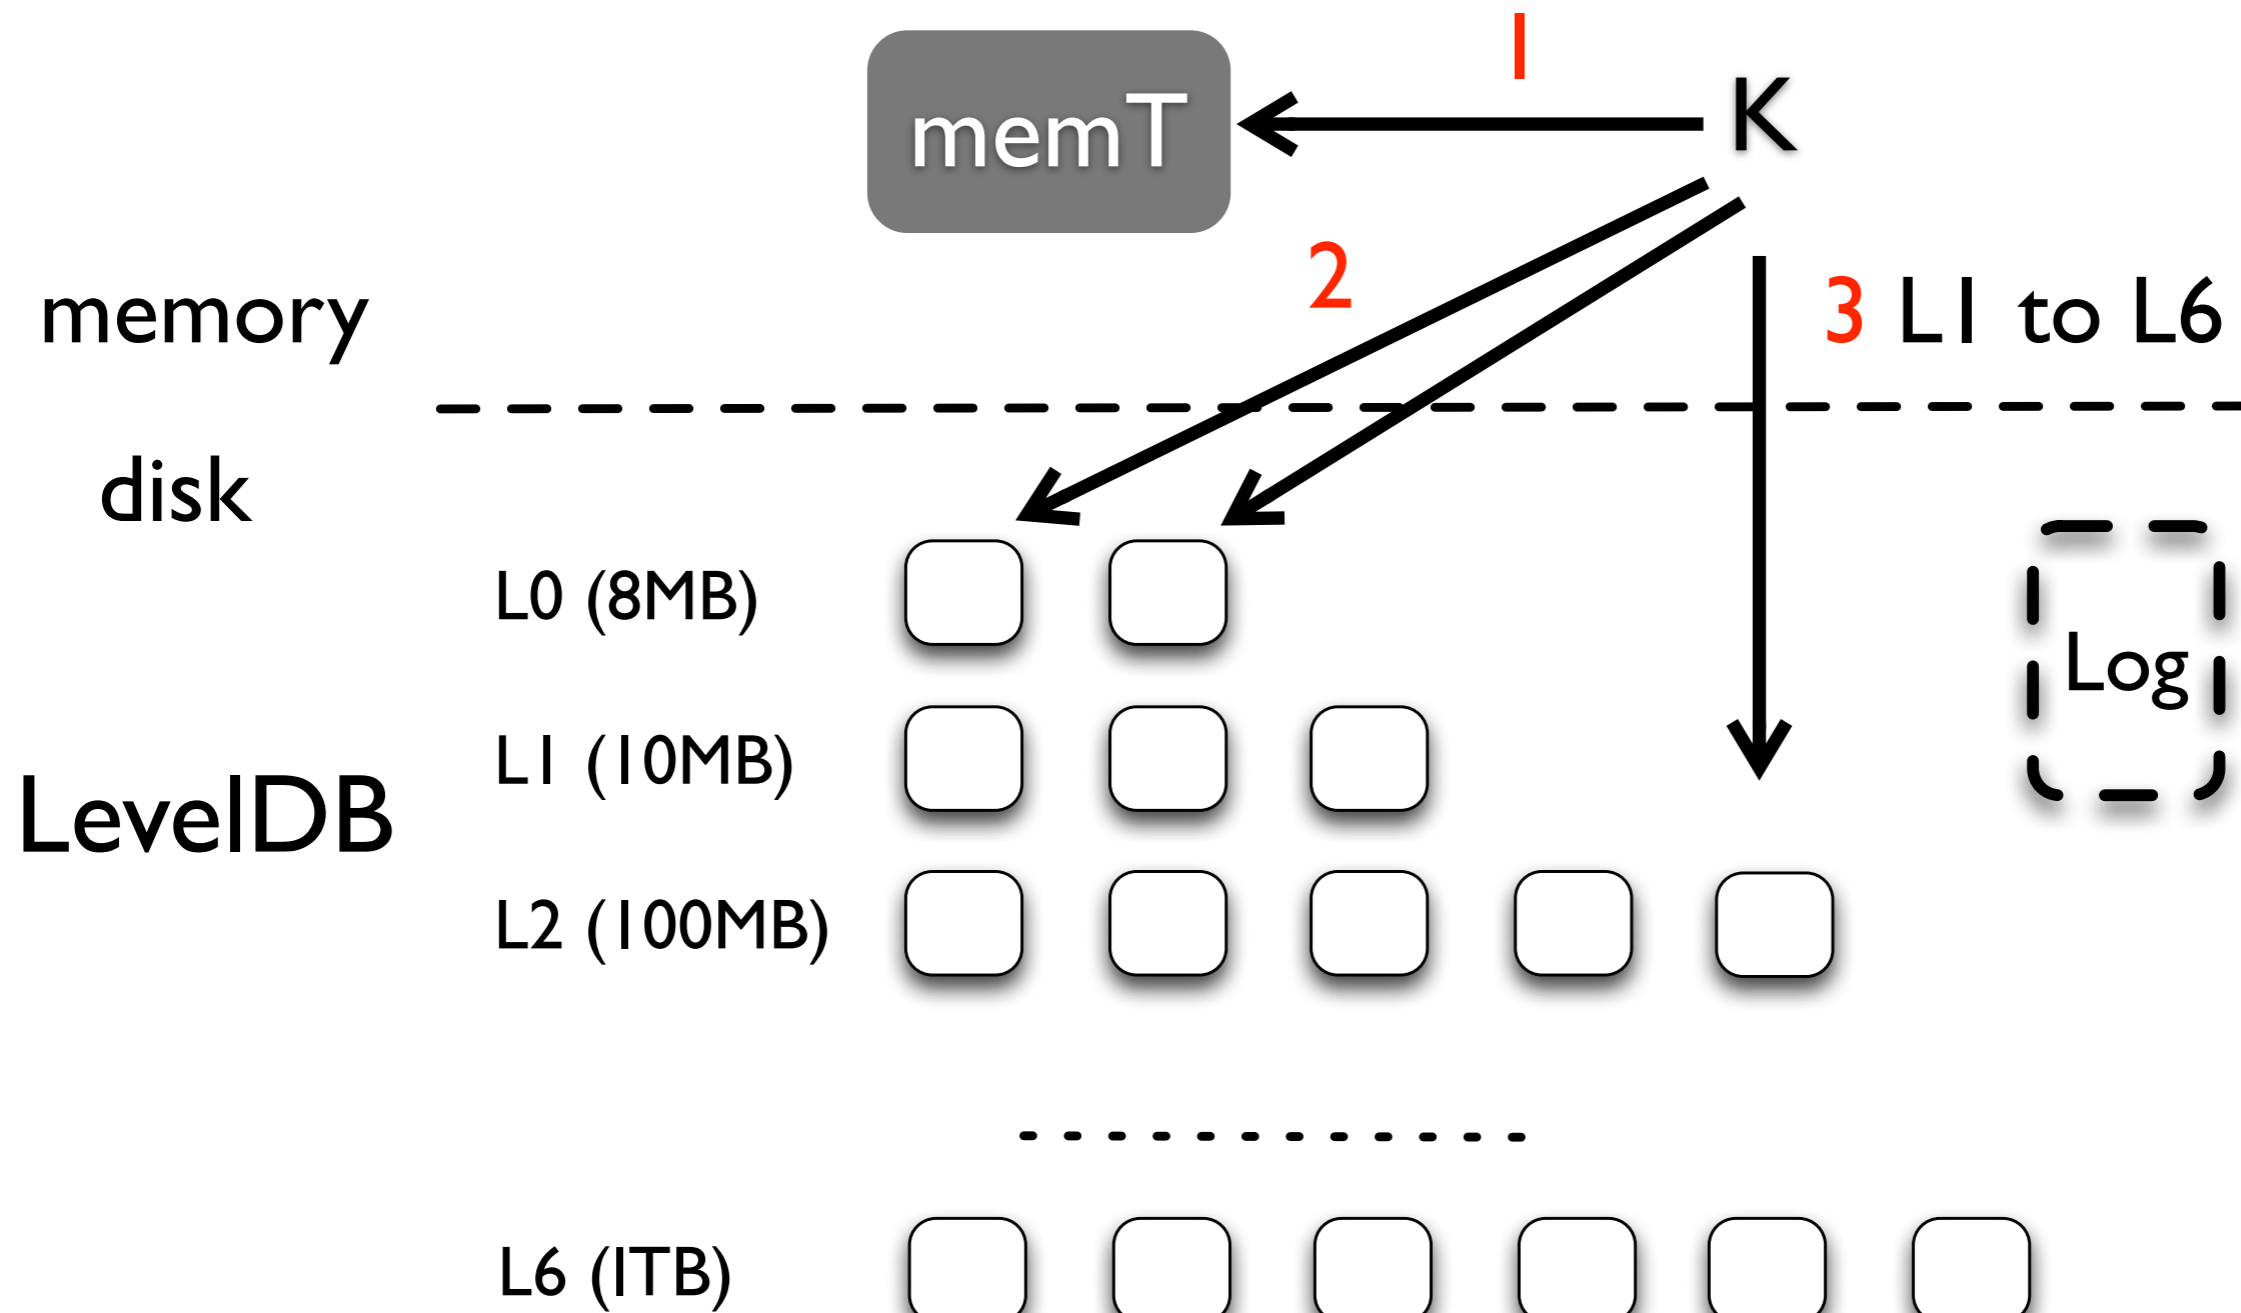 1
memT
K
2
memory
3 L1 to L6
disk
L0 (8MB)
Log
L1 (10MB)
LevelDB
L2 (100MB)
L6 (1TB)